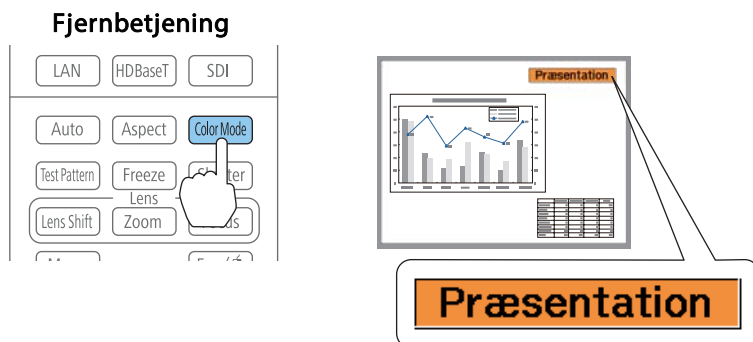 Fjernbetjening
LAN HDBaseT SDI
Auto Aspect Color Mode
Test Pattern Freeze
Lens
Lens Shift Zoom
Præsentation
Præsentation